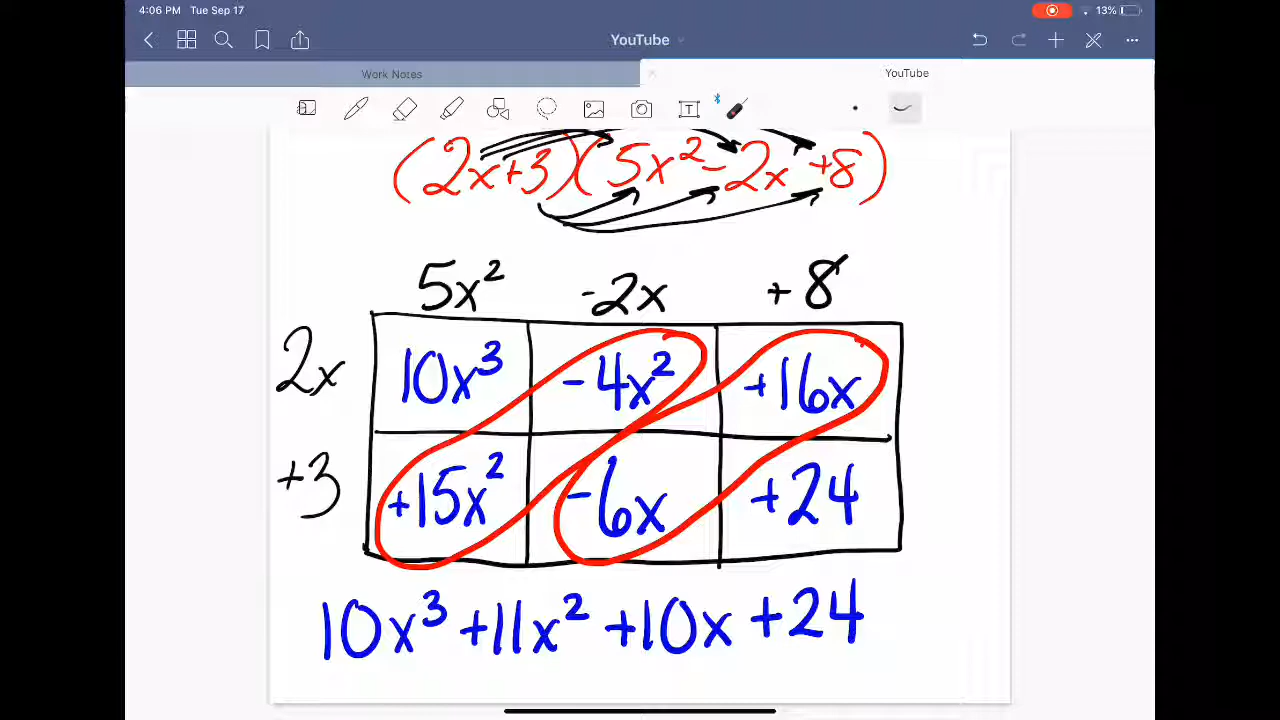 4:06 PM Tue Sep 17 13%
YouTube
Work Notes YouTube
T
(2x+3)(5x²-2x+8)
5x² -2x +8
2x 10x³ -4x² +16x
+3 +15x² -6x +24
10x³ +11x² +10x +24